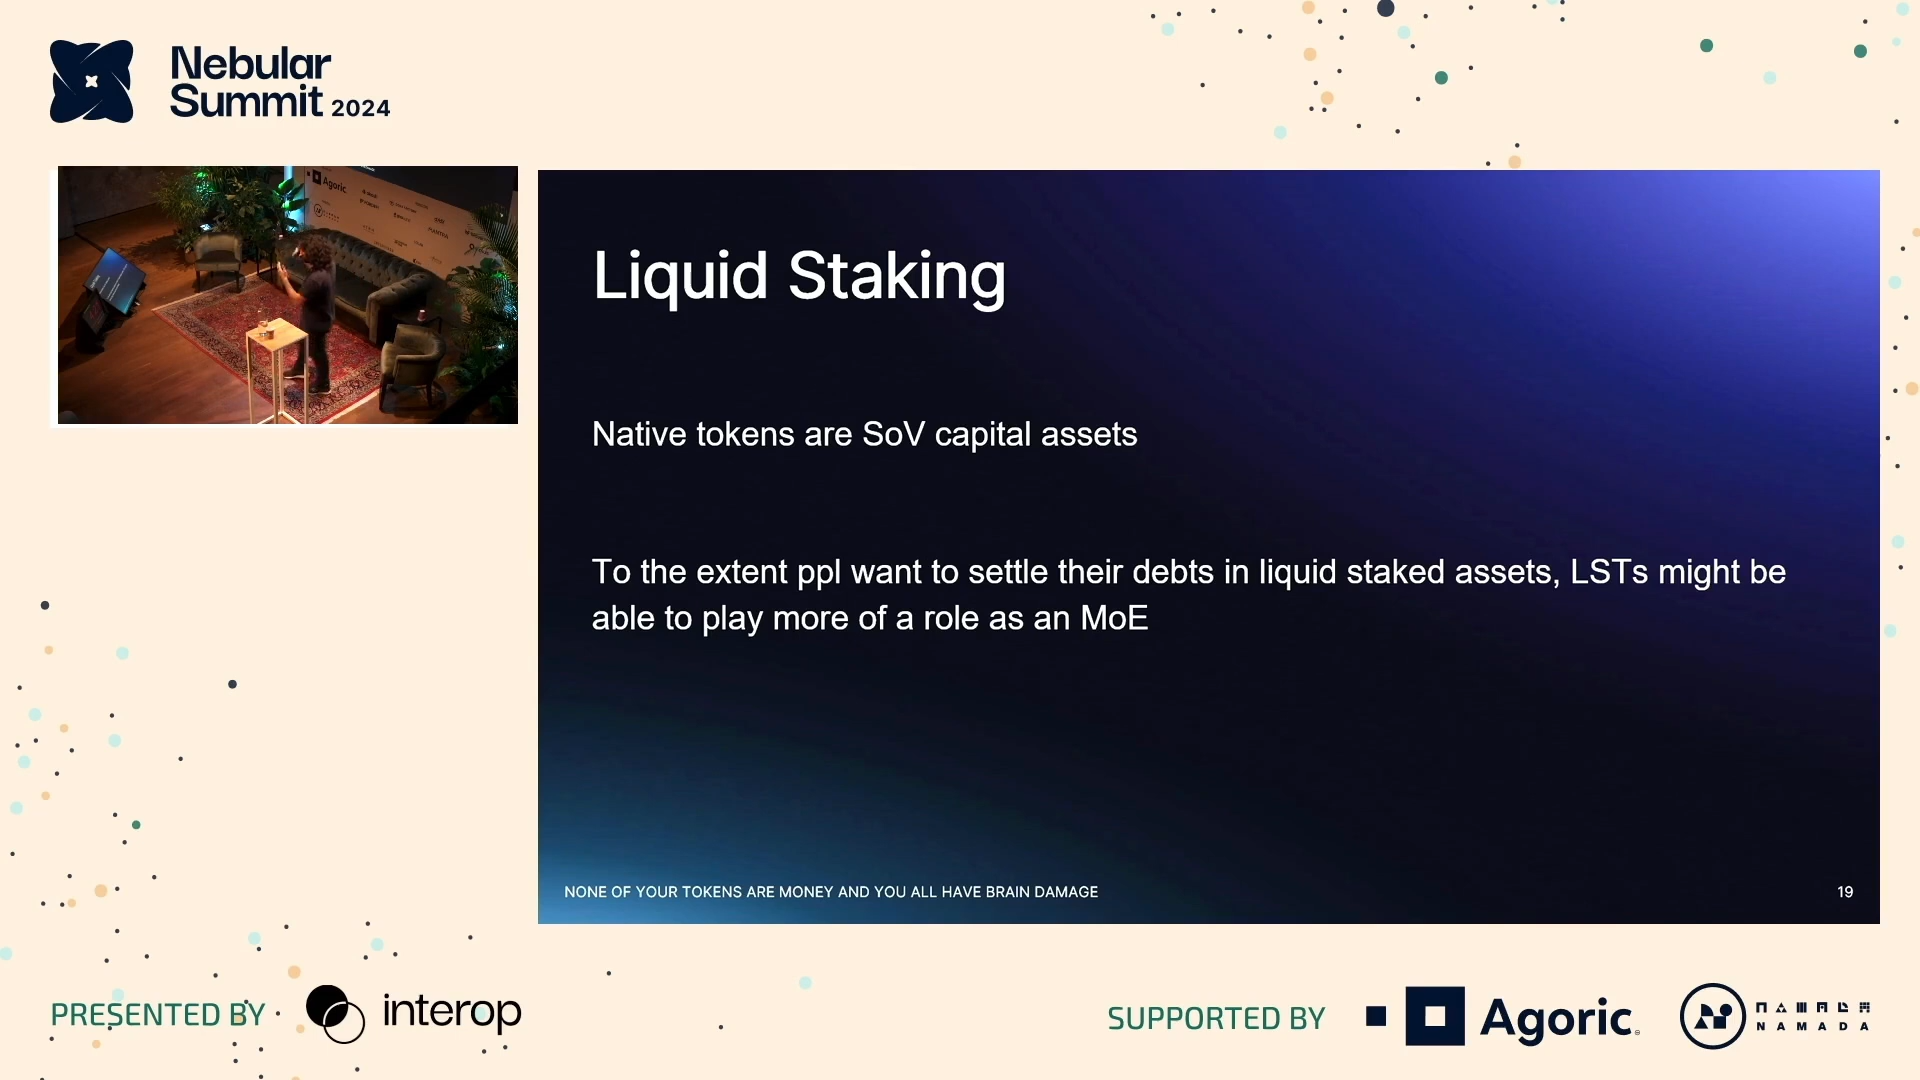 Nebular
Summit 2024
Agoric
Liquid Staking
Native tokens are SoV capital assets
To the extent ppl want to settle their debts in liquid staked assets, LSTs might be
able to play more of a role as an MoE
NONE OF YOUR TOKENS ARE MONEY AND YOU ALL HAVE BRAIN DAMAGE
19
PRESENTED BY
interop
SUPPORTED BY
Agoric
NAMADA